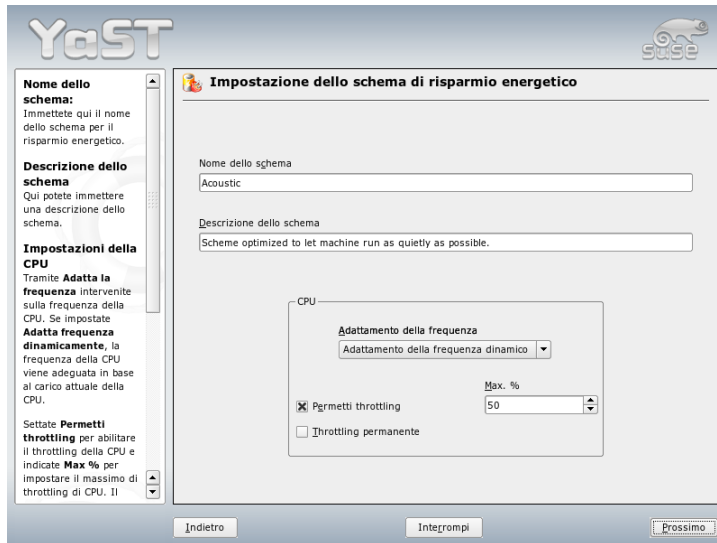 YaST
SUSE
Nome dello
schema:
Immettete qui il nome
dello schema per il
risparmio energetico.
Descrizione dello
schema
Qui potete immettere
una descrizione dello
schema.
Impostazioni della
CPU
Tramite Adatta la
frequenza intervenite
sulla frequenza della
CPU. Se impostate
Adatta frequenza
dinamicamente, la
frequenza della CPU
viene adeguata in base
al carico attuale della
CPU.
Settate Permetti
throttling per abilitare
il throttling della CPU e
indicate Max % per
impostare il massimo di
throttling di CPU. Il
Impostazione dello schema di risparmio energetico
Nome dello schema
Acoustic
Descrizione dello schema
Scheme optimized to let machine run as quietly as possible.
CPU
Adattamento della frequenza
Adattamento della frequenza dinamico
Max. %
Permetti throttling
50
Throttling permanente
Indietro
Interrompi
Prossimo